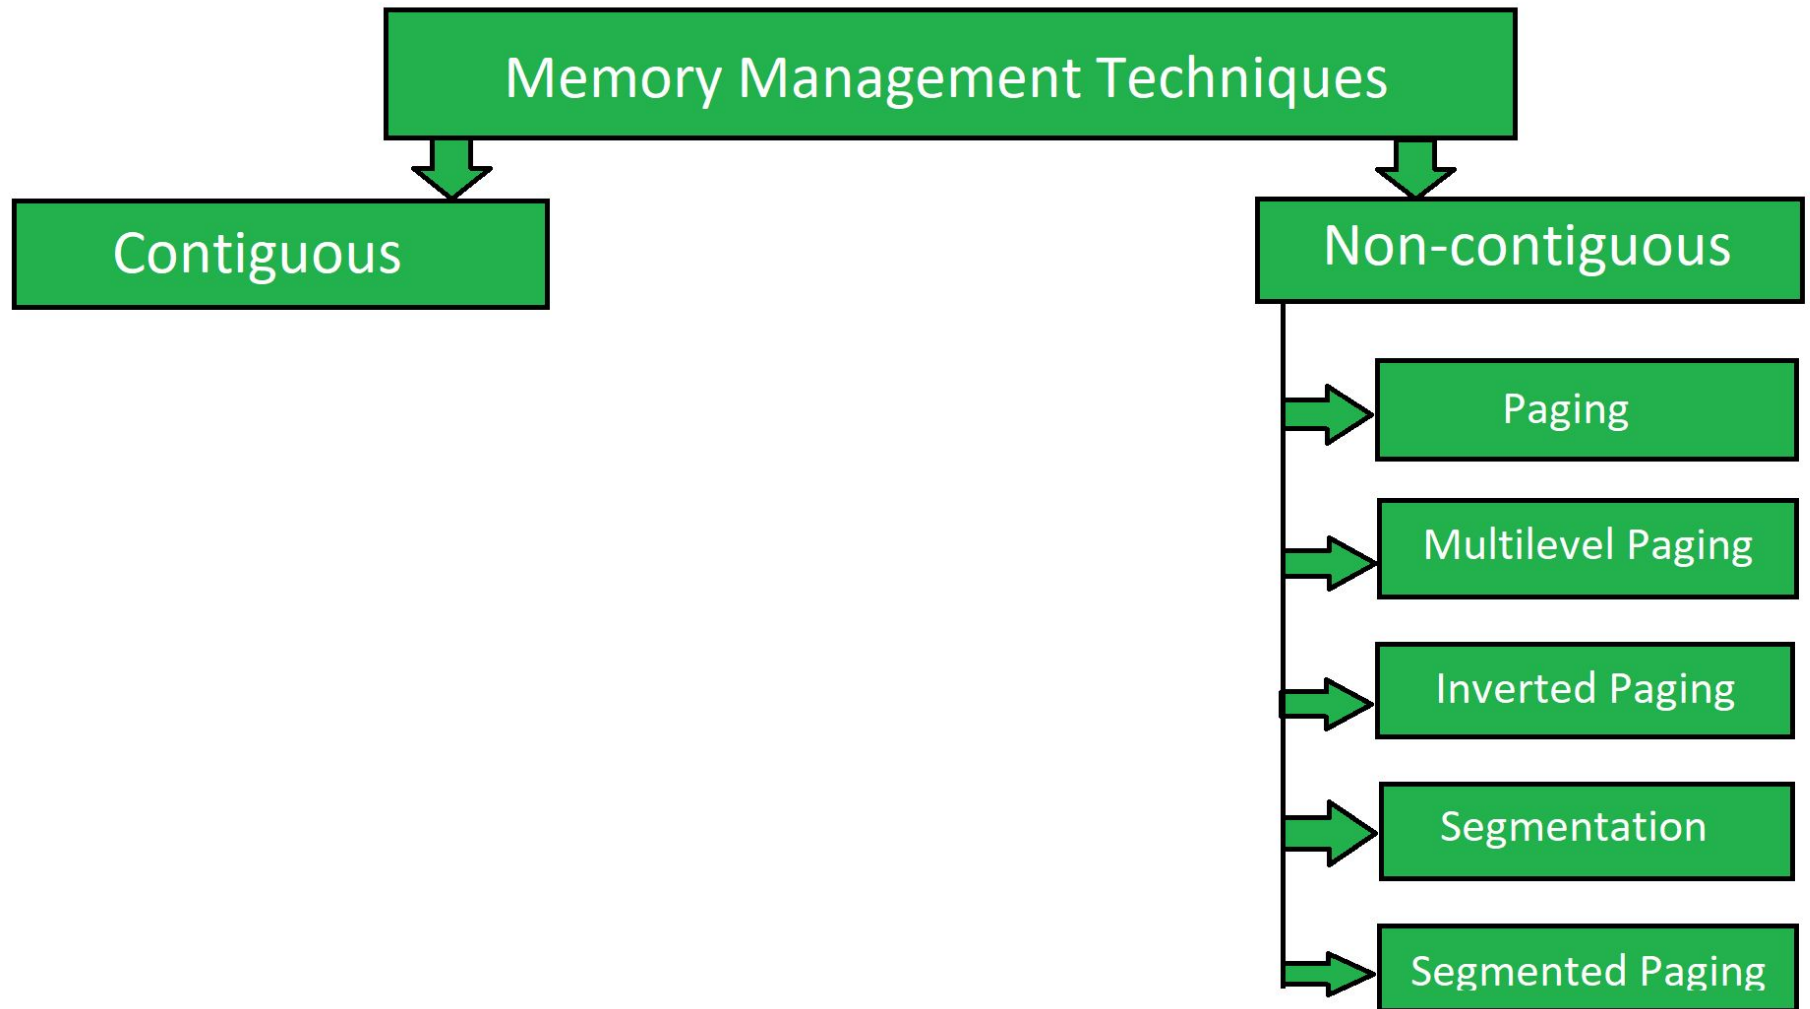 Memory Management Techniques
Contiguous
Non-contiguous
Paging
Multilevel Paging
Inverted Paging
Segmentation
Segmented Paging